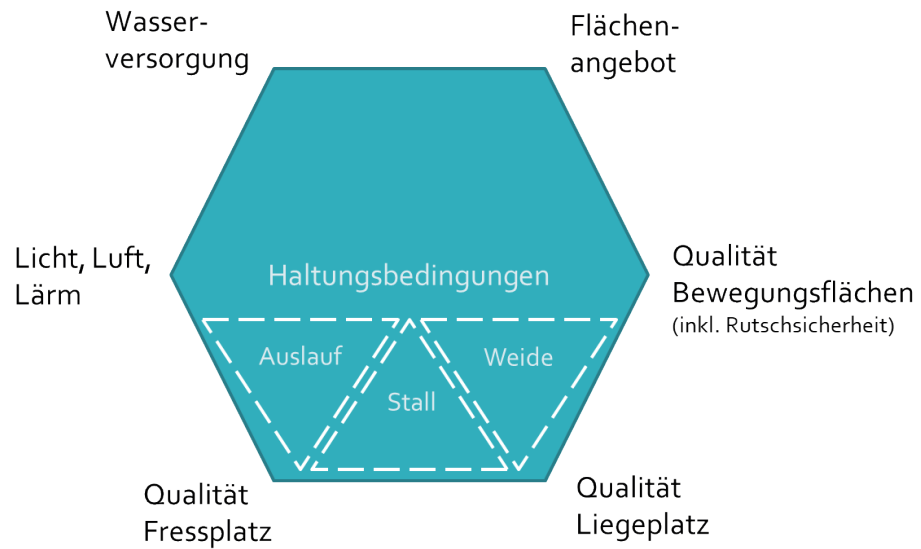 Wasser-
versorgung
Flächen-
angebot
Licht, Luft,
Lärm
Haltungsbedingungen
Qualität
Bewegungsflächen
(inkl. Rutschsicherheit)
Auslauf
Weide
Stall
Qualität
Fressplatz
Qualität
Liegeplatz